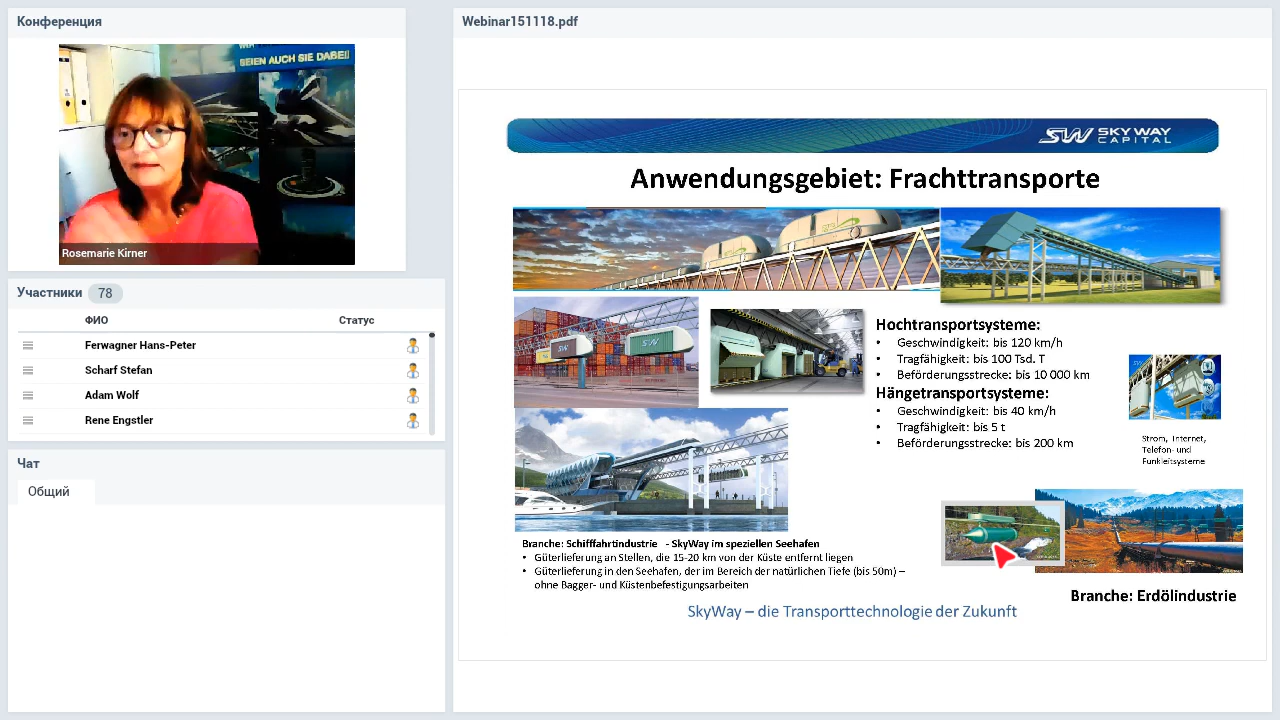 Конференция
SEIEN AUCH SIE DABEI!
Rosemarie Kirner
Участники 78
ФИО Статус
Ferwagner Hans-Peter
Scharf Stefan
Adam Wolf
Rene Engstler
Чат
Общий
Webinar151118.pdf
SW SKY WAY
CAPITAL
Anwendungsgebiet: Frachttransporte
Hochtransportsysteme:
• Geschwindigkeit: bis 120 km/h
• Tragfähigkeit: bis 100 Tsd. T
• Beförderungsstrecke: bis 10 000 km
Hängetransportsysteme:
• Geschwindigkeit: bis 40 km/h
• Tragfähigkeit: bis 5 t
• Beförderungsstrecke: bis 200 km
Strom, Internet,
Telefon- und
Funkleitsysteme
Branche: Schifffahrtindustrie - SkyWay im speziellen Seehafen
• Güterlieferung an Stellen, die 15-20 km von der Küste entfernt liegen
• Güterlieferung in den Seehafen, der im Bereich der natürlichen Tiefe (bis 50m) –
ohne Bagger- und Küstenbefestigungsarbeiten
Branche: Erdölindustrie
SkyWay – die Transporttechnologie der Zukunft